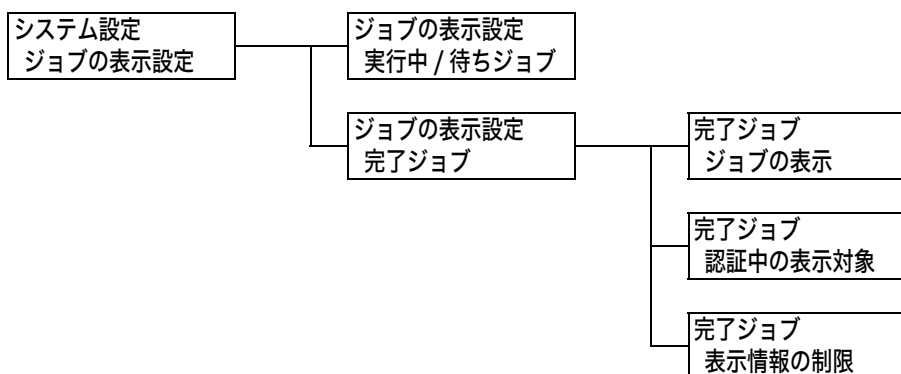 システム設定
ジョブの表示設定
ジョブの表示設定
実行中 / 待ちジョブ
ジョブの表示設定
完了ジョブ
完了ジョブ
ジョブの表示
完了ジョブ
認証中の表示対象
完了ジョブ
表示情報の制限